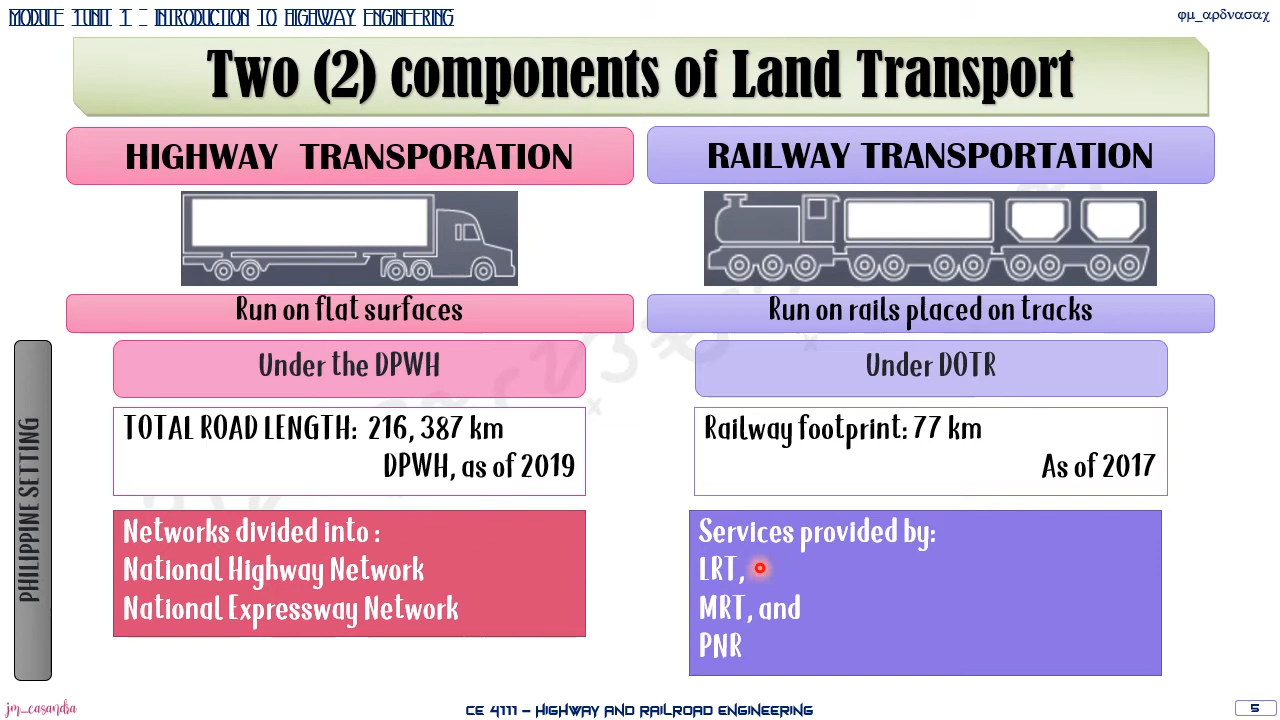 MODULE 1UNIT 1 - INTRODUCTION TO HIGHWAY ENGINEERING
φμ_αρδνασαχ
Two (2) components of Land Transport
HIGHWAY TRANSPORATION
RAILWAY TRANSPORTATION
Run on flat surfaces
Run on rails placed on tracks
PHILIPPINE SETTING
Under the DPWH
Under DOTR
TOTAL ROAD LENGTH: 216, 387 km
DPWH, as of 2019
Railway footprint: 77 km
As of 2017
Networks divided into :
National Highway Network
National Expressway Network
Services provided by:
LRT,
MRT, and
PNR
jm_casandra
CE 4111 – HIGHWAY AND RAILROAD ENGINEERING
5